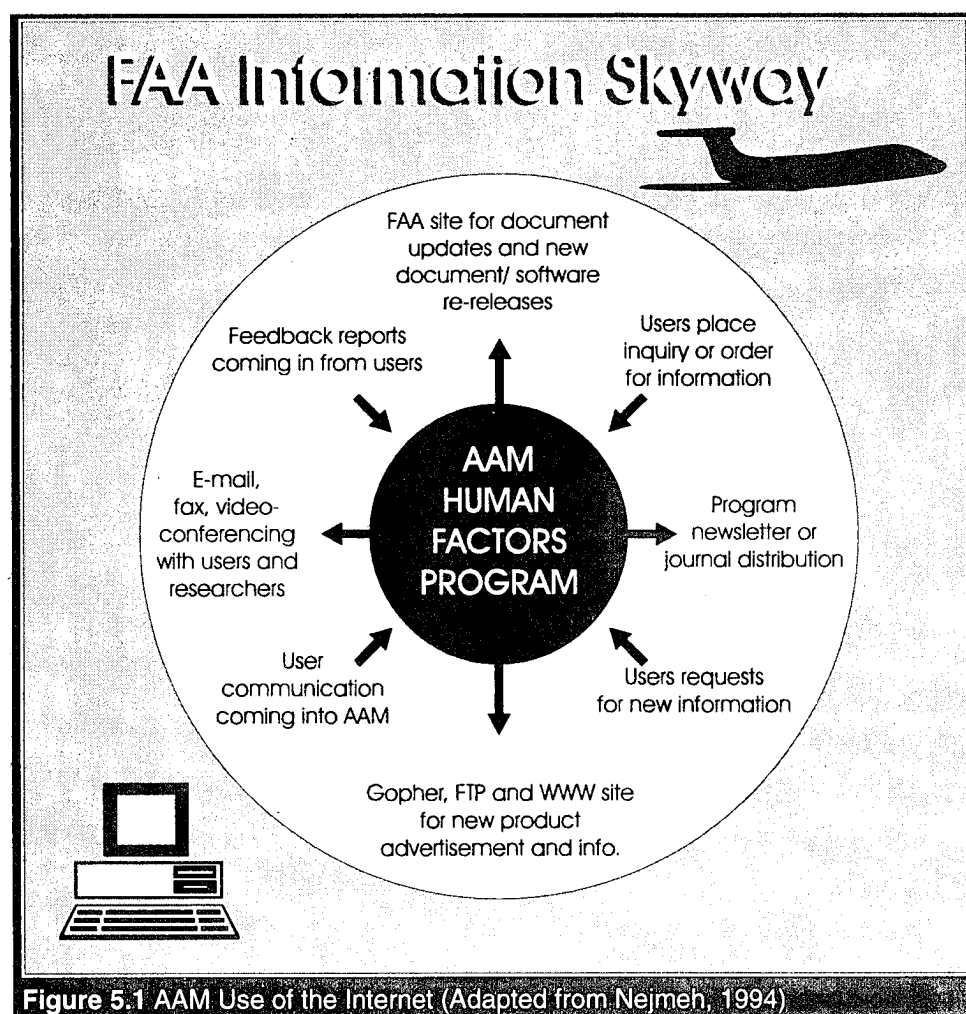 FAA Information Skyway
FAA site for document
updates and new
document/ software
re-releases
Feedback reports
coming in from users
Users place
inquiry or order
for information
E-mail,
fax, video-
conferencing
with users and
researchers
AAM
HUMAN
FACTORS
PROGRAM
Program
newsletter or
journal distribution
User
communication
coming into AAM
Users requests
for new information
Gopher, FTP and WWW site
for new product
advertisement and info.
Figure 5.1 AAM Use of the Internet (Adapted from Nejmeh, 1994)